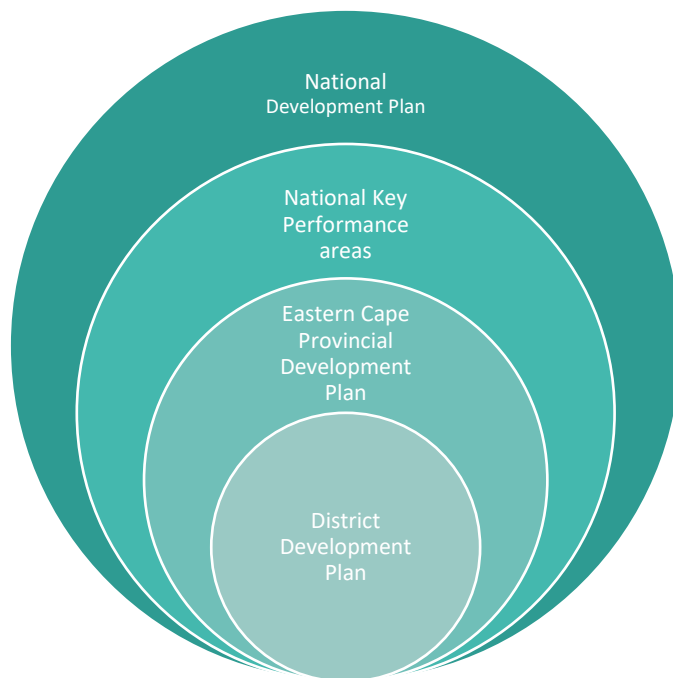 National
Development Plan
National Key
Performance
areas
Eastern Cape
Provincial
Development
Plan
District
Development
Plan